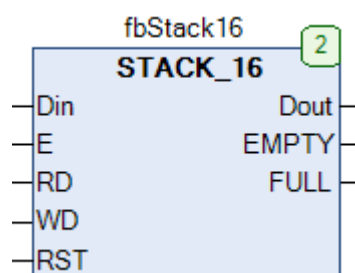 fbStack16
2
STACK_16
Din Dout
E EMPTY
RD FULL
WD
RST